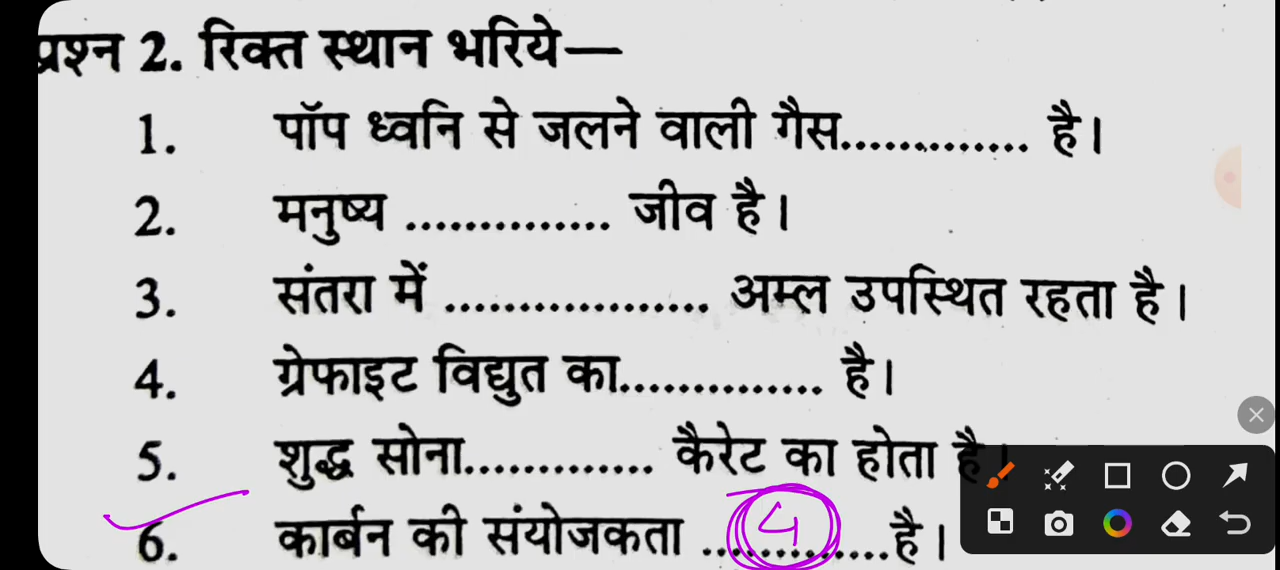 प्रश्न 2. रिक्त स्थान भरिये—
1. पॉप ध्वनि से जलने वाली गैस............. है।
2. मनुष्य .............. जीव है।
3. संतरा में .................. अम्ल उपस्थित रहता है।
4. ग्रेफाइट विद्युत का.............. है।
5. शुद्ध सोना............. कैरेट का होता है।
6. कार्बन की संयोजकता ....4....है।